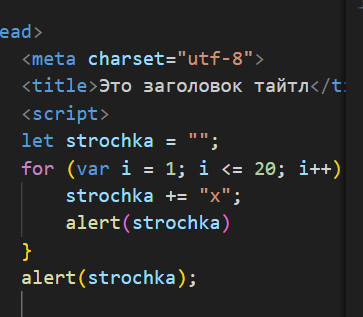 ead>
<meta charset="utf-8">
<title>Это заголовок тайтл</ti
<script>
let strochka = "";
for (var i = 1; i <= 20; i++)
strochka += "x";
alert(strochka)
}
alert(strochka);